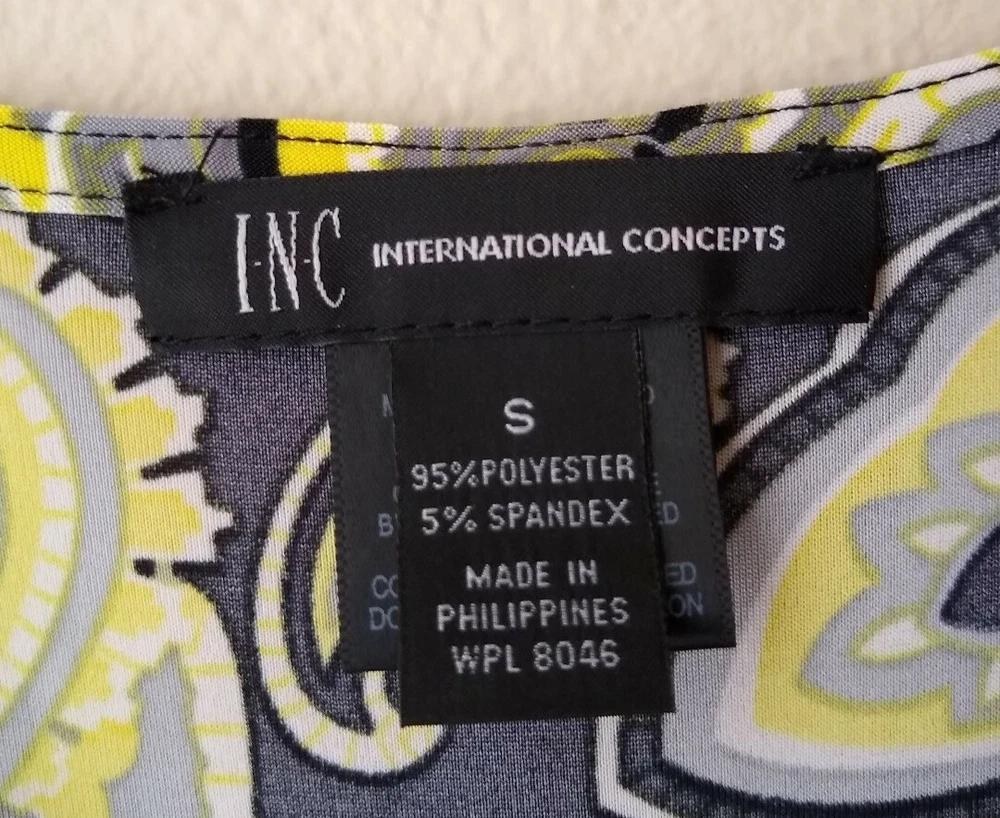 I-N-C INTERNATIONAL CONCEPTS
S
95% POLYESTER
5% SPANDEX
MADE IN
PHILIPPINES
WPL 8046